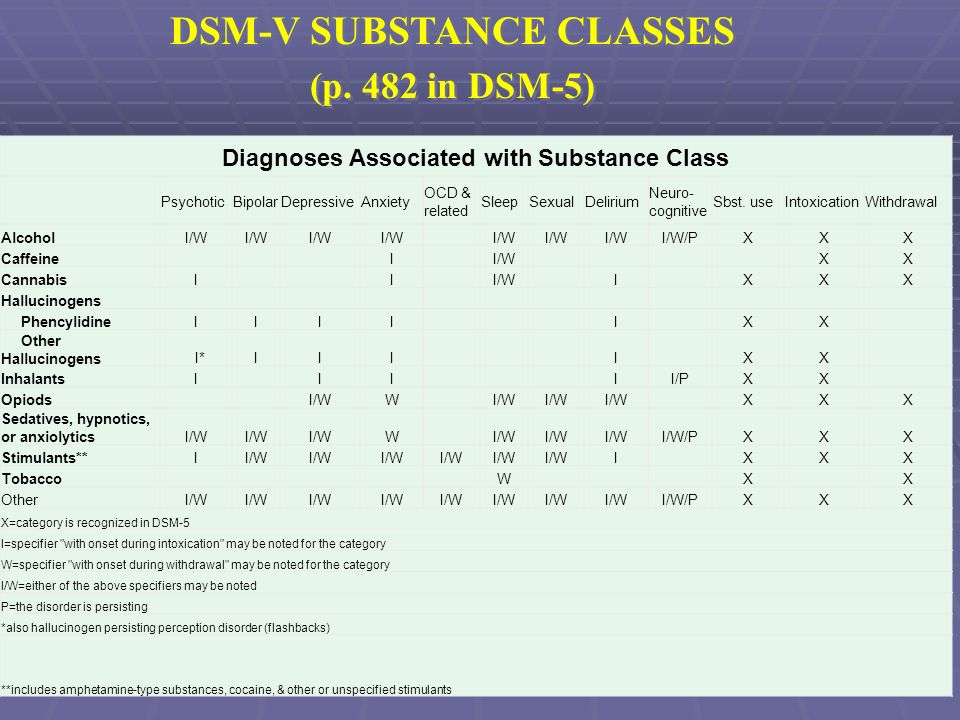 DSM-V SUBSTANCE CLASSES
(p. 482 in DSM-5)
Diagnoses Associated with Substance Class
Psychotic Bipolar Depressive Anxiety OCD & related Sleep Sexual Delirium Neuro-cognitive Sbst. use Intoxication Withdrawal
Alcohol I/W I/W I/W I/W I/W I/W I/W I/W/P X X X
Caffeine I I/W X X
Cannabis I I I/W I X X X
Hallucinogens
Phencylidine I I I I I X X
Other
Hallucinogens I* I I I I X X
Inhalants I I I I I/P X X
Opiods I/W W I/W I/W I/W X X X
Sedatives, hypnotics,
or anxiolytics I/W I/W I/W W I/W I/W I/W I/W/P X X X
Stimulants** I I/W I/W I/W I/W I/W I/W I X X X
Tobacco W X X
Other I/W I/W I/W I/W I/W I/W I/W I/W I/W/P X X X
X=category is recognized in DSM-5
I=specifier "with onset during intoxication" may be noted for the category
W=specifier "with onset during withdrawal" may be noted for the category
I/W=either of the above specifiers may be noted
P=the disorder is persisting
*also hallucinogen persisting perception disorder (flashbacks)
**includes amphetamine-type substances, cocaine, & other or unspecified stimulants